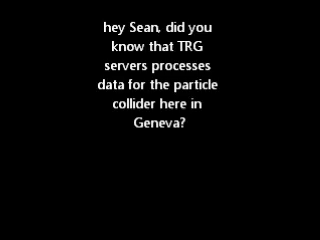 hey Sean, did you
know that TRG
servers processes
data for the particle
collider here in
Geneva?